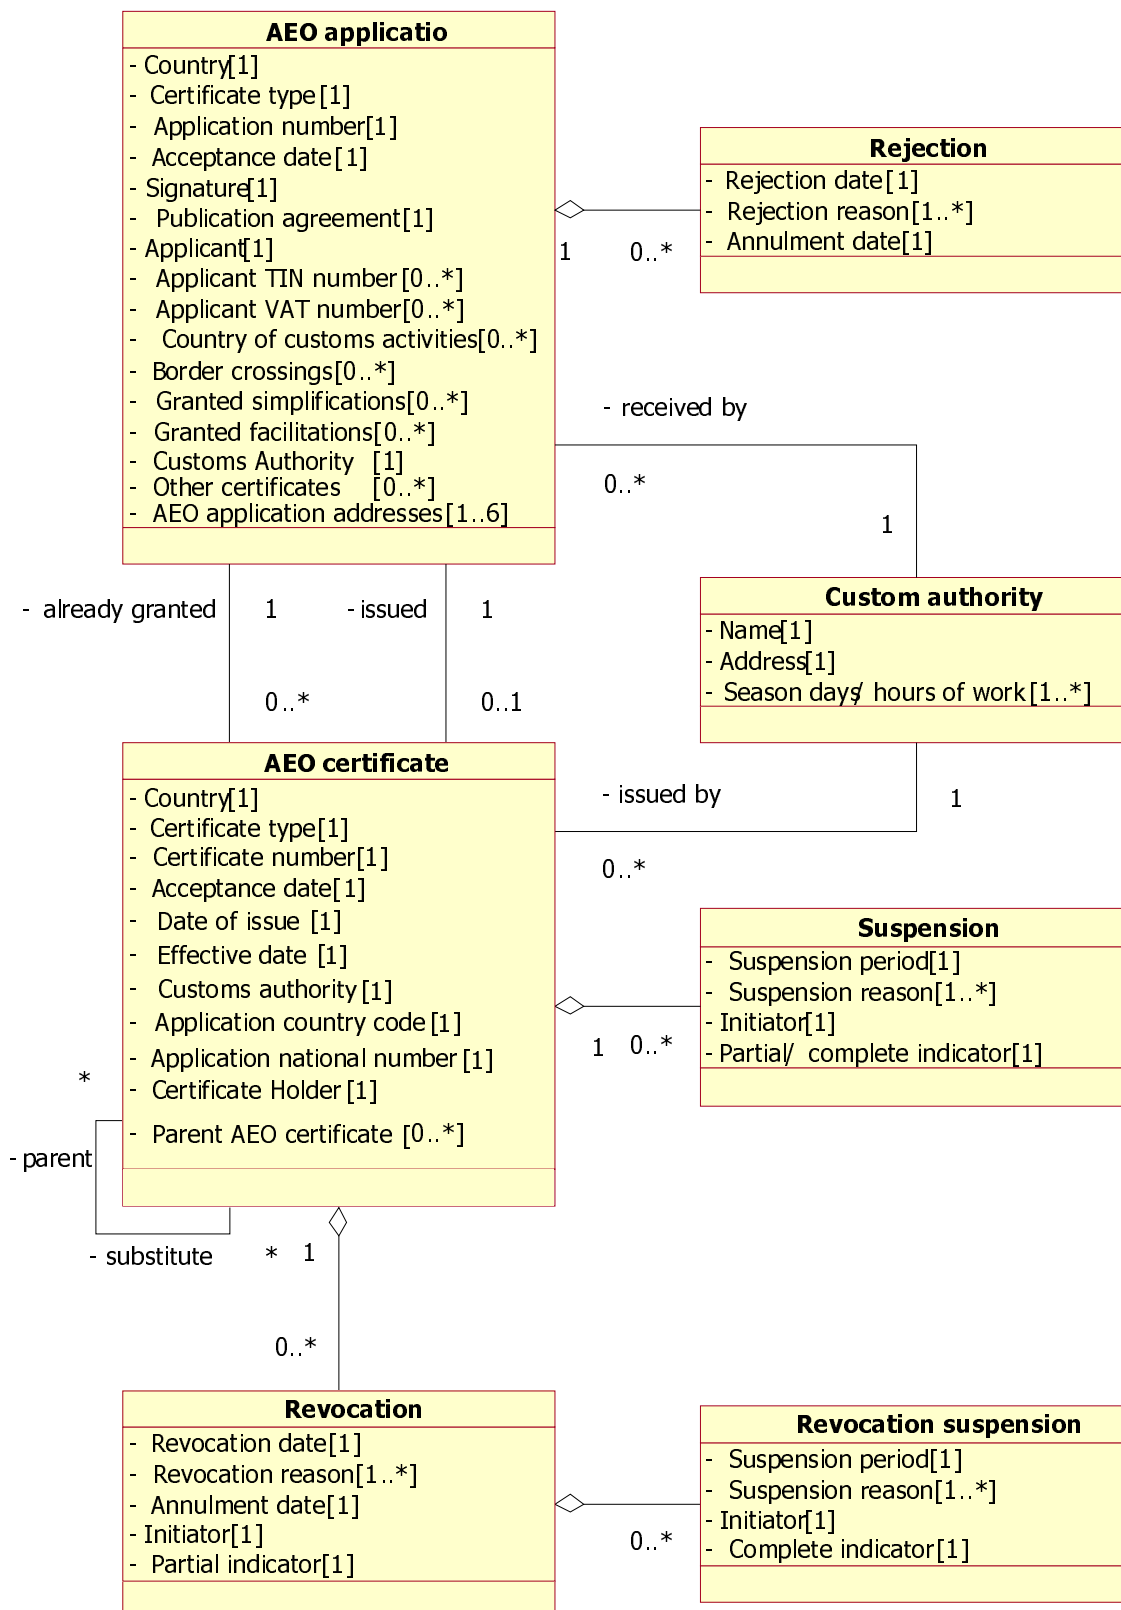 AEO applicatio
- Country[1]
- Certificate type[1]
- Application number[1]
- Acceptance date[1]
- Signature[1]
- Publication agreement[1]
- Applicant[1]
- Applicant TIN number[0..*]
- Applicant VAT number[0..*]
- Country of customs activities[0..*]
- Border crossings[0..*]
- Granted simplifications[0..*]
- Granted facilitations[0..*]
- Customs Authority [1]
- Other certificates [0..*]
- AEO application addresses[1..6]
Rejection
- Rejection date[1]
- Rejection reason[1..*]
- Annulment date[1]
1
0..*
- received by
0..*
1
- already granted
1
- issued
1
0..*
0..1
Custom authority
- Name[1]
- Address[1]
- Season days/ hours of work[1..*]
AEO certificate
- Country[1]
- Certificate type[1]
- Certificate number[1]
- Acceptance date[1]
- Date of issue [1]
- Effective date [1]
- Customs authority[1]
- Application country code[1]
- Application national number[1]
- Certificate Holder[1]
- Parent AEO certificate [0..*]
- issued by
1
0..*
Suspension
- Suspension period[1]
- Suspension reason[1..*]
- Initiator[1]
- Partial/ complete indicator[1]
1
0..*
*
- parent
- substitute
*
1
0..*
Revocation
- Revocation date[1]
- Revocation reason[1..*]
- Annulment date[1]
- Initiator[1]
- Partial indicator[1]
0..*
Revocation suspension
- Suspension period[1]
- Suspension reason[1..*]
- Initiator[1]
- Complete indicator[1]